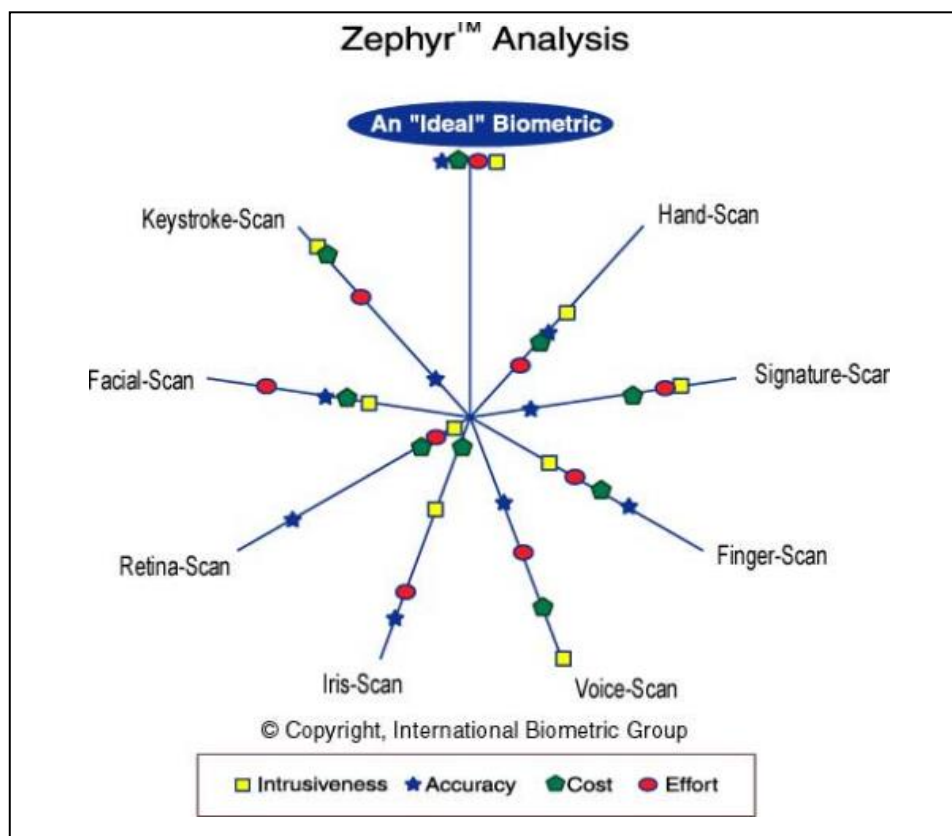 Zephyr™ Analysis
An "Ideal" Biometric
Keystroke-Scan
Hand-Scan
Facial-Scan
Signature-Scar
Retina-Scan
Finger-Scan
Iris-Scan
Voice-Scan
© Copyright, International Biometric Group
Intrusiveness Accuracy Cost Effort